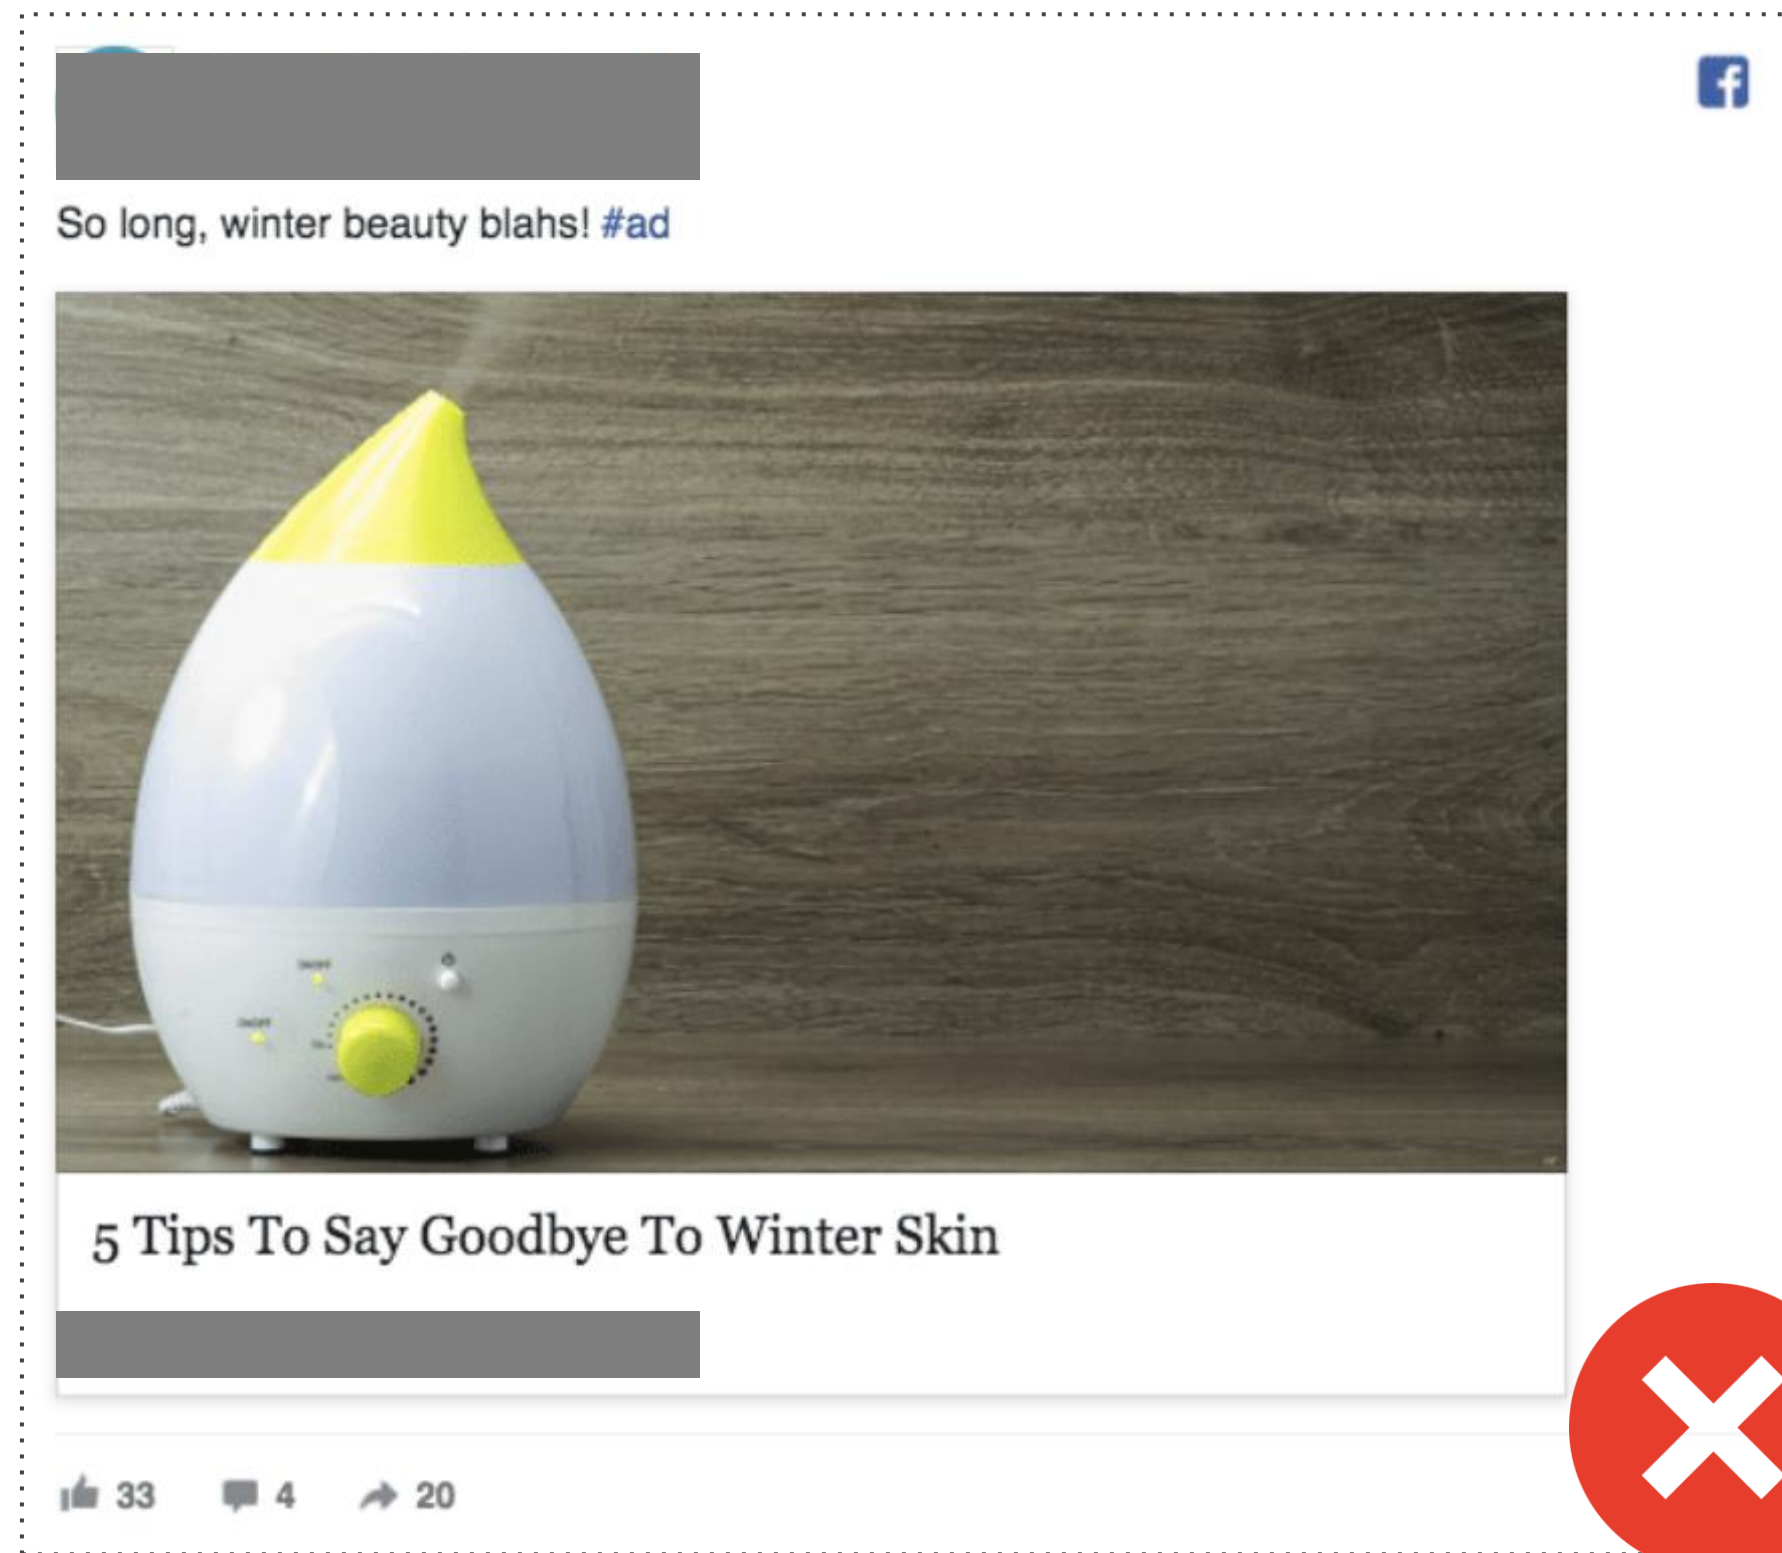 So long, winter beauty blahs! #ad
5 Tips To Say Goodbye To Winter Skin
33 4 20